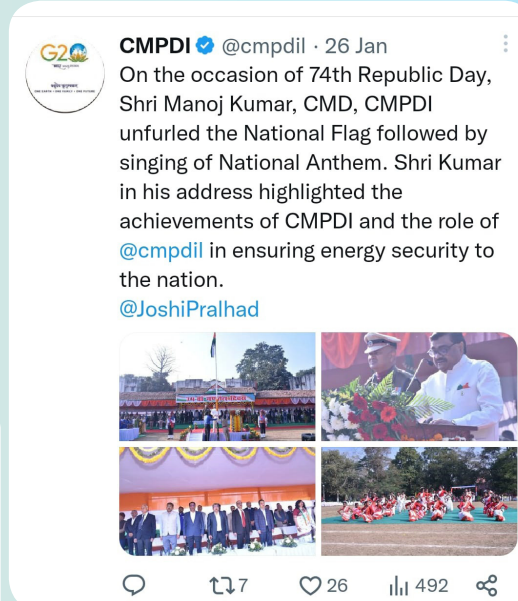 G20
CMPDI @cmpdil · 26 Jan
On the occasion of 74th Republic Day,
Shri Manoj Kumar, CMD, CMPDI
unfurled the National Flag followed by
singing of National Anthem. Shri Kumar
in his address highlighted the
achievements of CMPDI and the role of
@cmpdil in ensuring energy security to
the nation.
@JoshiPralhad
7 26 492